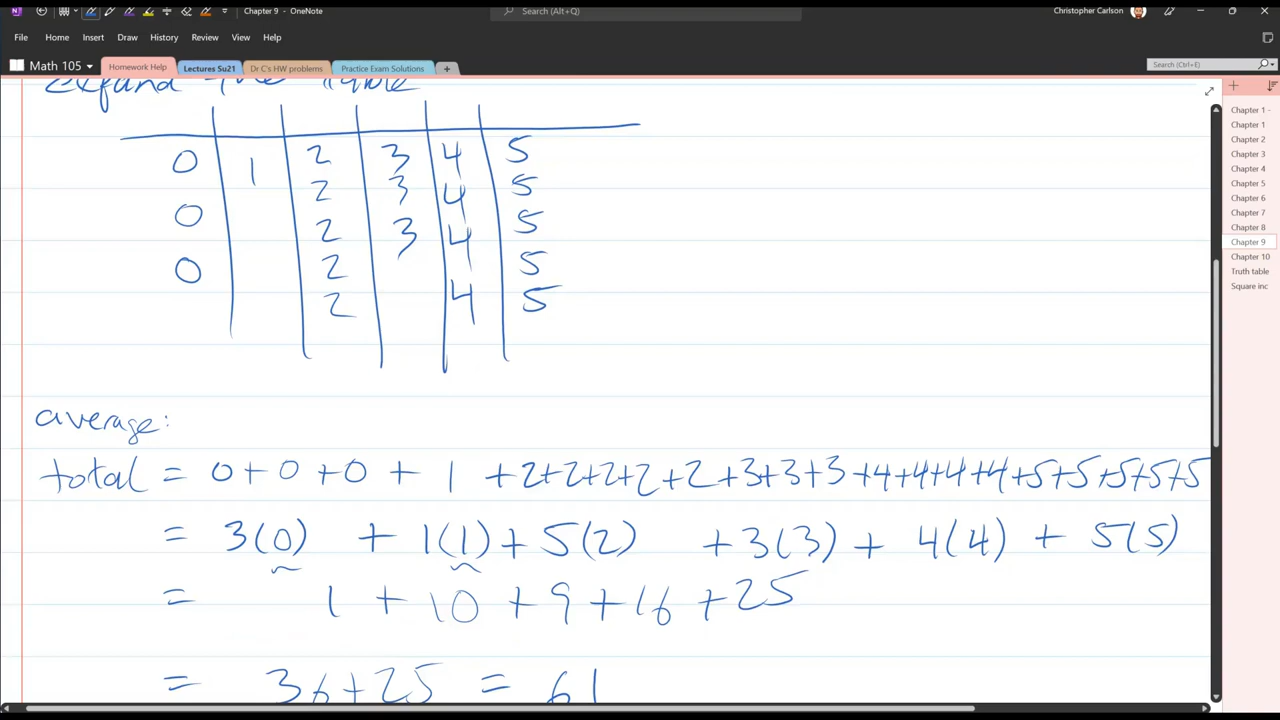 Chapter 9 - OneNote
Search (Alt+Q)
Christopher Carlson
File Home Insert Draw History Review View Help
Math 105
Homework Help
Lectures Su21
Dr C's HW problems
Practice Exam Solutions
Search (Ctrl+E)
expand the table
0 1 2 3 4 5
2 3 4 5
0 2 3 4 5
0 2 5
2 4 5
average:
total = 0 + 0 + 0 + 1 + 2 + 2 + 2 + 2 + 2 + 3 + 3 + 3 + 4 + 4 + 4 + 4 + 5 + 5 + 5 + 5 + 5
= 3(0) + 1(1) + 5(2) + 3(3) + 4(4) + 5(5)
= 1 + 10 + 9 + 16 + 25
= 36 + 25 = 61
Chapter 1 -
Chapter 1
Chapter 2
Chapter 3
Chapter 4
Chapter 5
Chapter 6
Chapter 7
Chapter 8
Chapter 9
Chapter 10
Truth table
Square inc